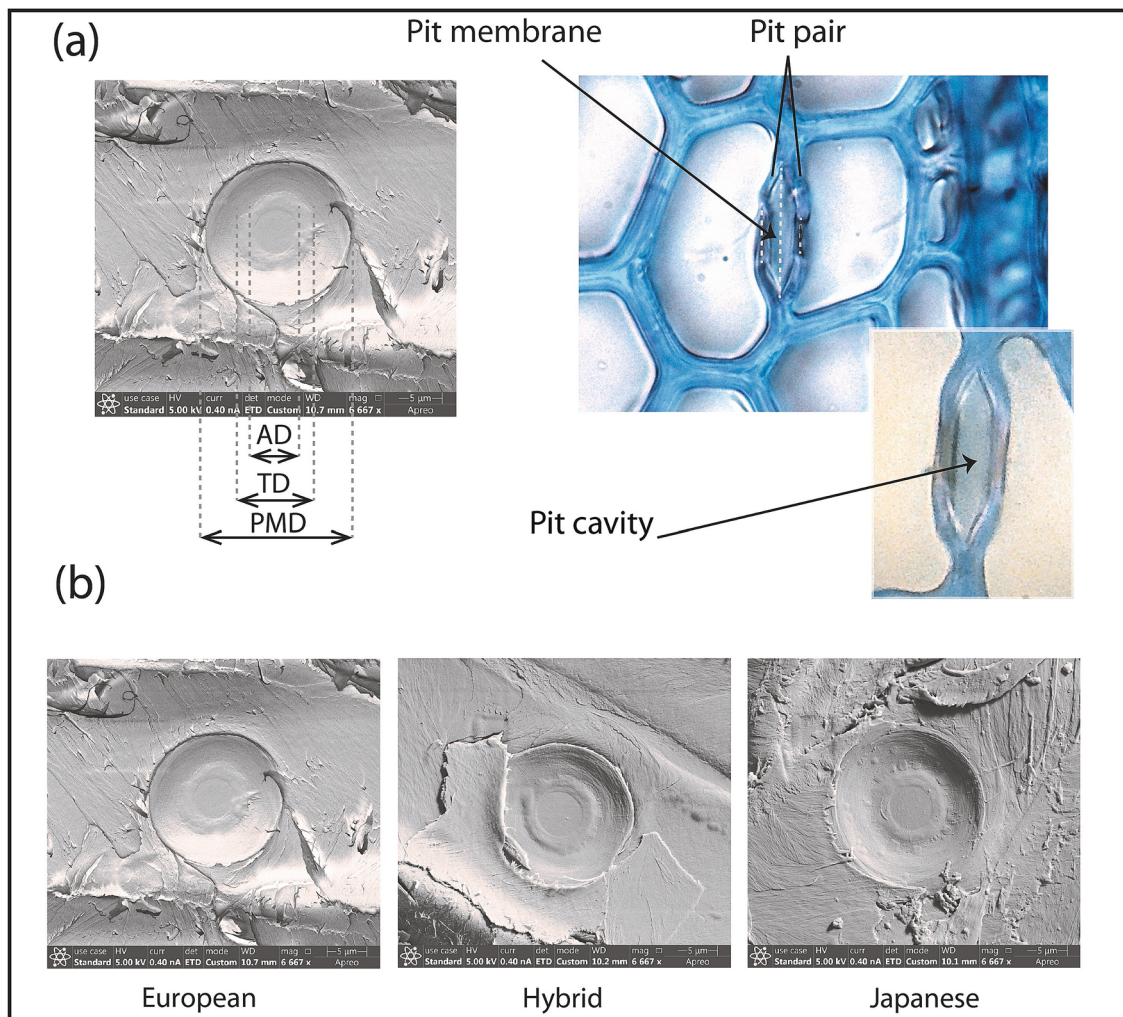 (a)
Pit membrane
Pit pair
use case HV curr det mode WD mag □ 5 μm
Standard 5.00 kV 0.40 nA ETD Custom 10.7 mm 6 667 x Apreo
AD
TD
PMD
Pit cavity
(b)
use case HV curr det mode WD mag □ 5 μm
Standard 5.00 kV 0.40 nA ETD Custom 10.7 mm 6 667 x Apreo
use case HV curr det mode WD mag □ 5 μm
Standard 5.00 kV 0.40 nA ETD Custom 10.2 mm 6 667 x Apreo
use case HV curr det mode WD mag □ 5 μm
Standard 5.00 kV 0.40 nA ETD Custom 10.1 mm 6 667 x Apreo
European
Hybrid
Japanese